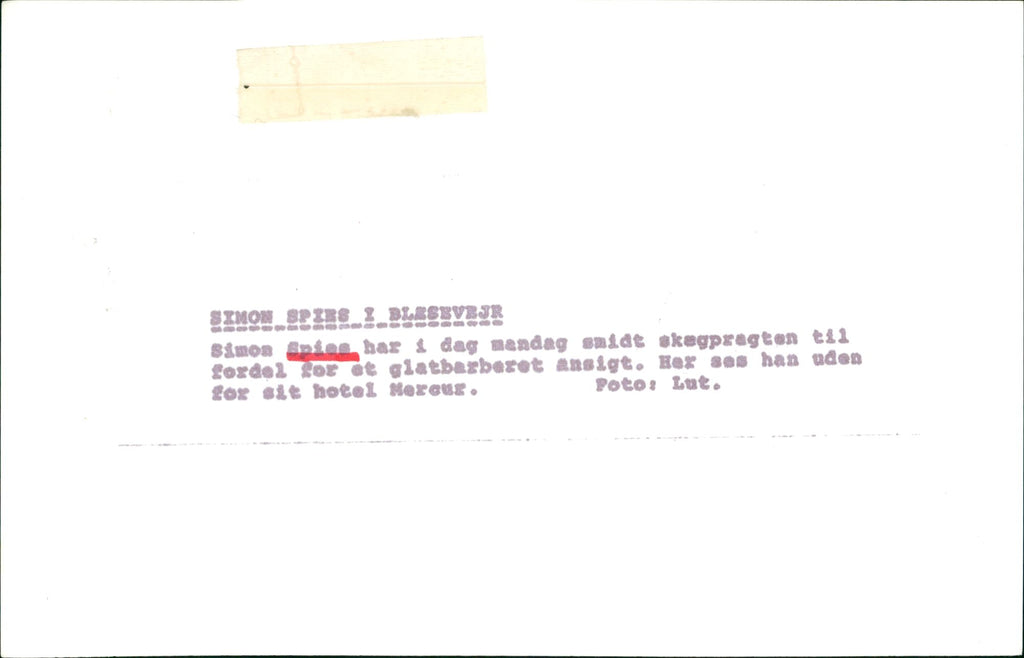 SIMON SPIES I BLÆSEVEJR
Simon Spies har i dag mandag smidt skægpragten til
fordel for et glatbarberet Ansigt. Her ses han uden
for sit hotel Mercur. Foto: Lut.